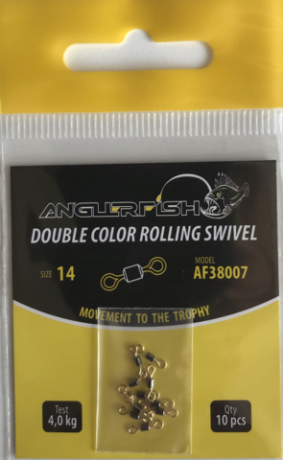 ANGLERFISH
DOUBLE COLOR ROLLING SWIVEL
SIZE 14
MODEL
AF38007
MOVEMENT TO THE TROPHY
Test
4,0 kg
Qty
10 pcs